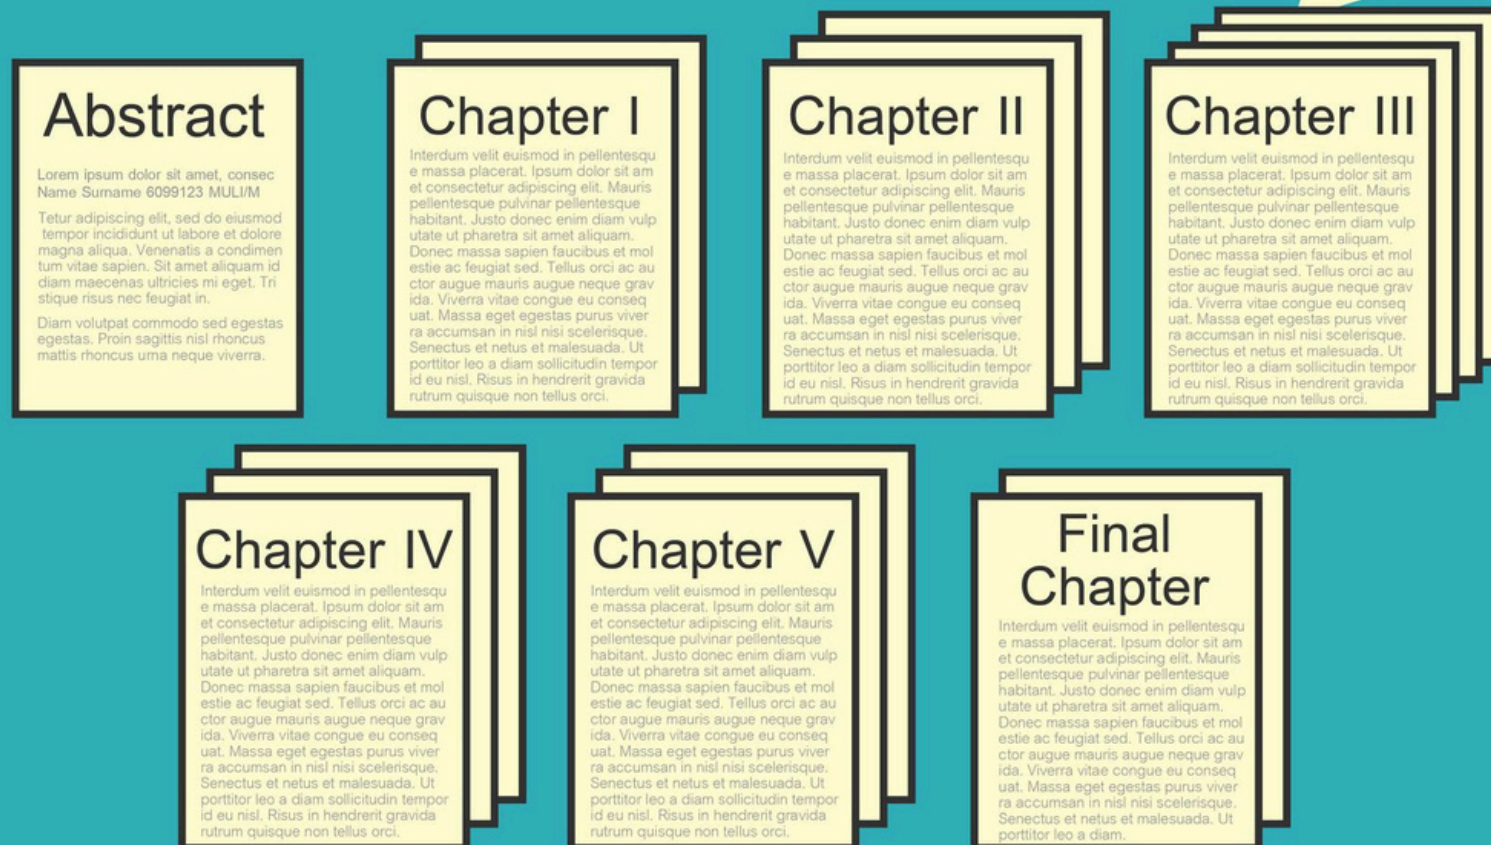 Abstract
Lorem ipsum dolor sit amet, consec
Name Surname 6099123 MULI/M
Tetur adipiscing elit, sed do eiusmod
tempor incididunt ut labore et dolore
magna aliqua. Venenatis a condimen
tum vitae sapien. Sit amet aliquam id
diam maecenas ultricies mi eget. Tri
stique risus nec feugiat in.
Diam volutpat commodo sed egestas
egestas. Proin sagittis nisl rhoncus
mattis rhoncus urna neque viverra.
Chapter I
Interdum velit euismod in pellentesqu
e massa placerat. Ipsum dolor sit am
et consectetur adipiscing elit. Mauris
pellentesque pulvinar pellentesque
habitant. Justo donec enim diam vulp
utate ut pharetra sit amet aliquam.
Donec massa sapien faucibus et mol
estie ac feugiat sed. Tellus orci ac au
ctor augue mauris augue neque grav
ida. Viverra vitae congue eu conseq
uat. Massa eget egestas purus viver
ra accumsan in nisl nisi scelerisque.
Senectus et netus et malesuada. Ut
porttitor leo a diam sollicitudin tempor
id eu nisl. Risus in hendrerit gravida
rutrum quisque non tellus orci.
Chapter II
Interdum velit euismod in pellentesqu
e massa placerat. Ipsum dolor sit am
et consectetur adipiscing elit. Mauris
pellentesque pulvinar pellentesque
habitant. Justo donec enim diam vulp
utate ut pharetra sit amet aliquam.
Donec massa sapien faucibus et mol
estie ac feugiat sed. Tellus orci ac au
ctor augue mauris augue neque grav
ida. Viverra vitae congue eu conseq
uat. Massa eget egestas purus viver
ra accumsan in nisl nisi scelerisque.
Senectus et netus et malesuada. Ut
porttitor leo a diam sollicitudin tempor
id eu nisl. Risus in hendrerit gravida
rutrum quisque non tellus orci.
Chapter III
Interdum velit euismod in pellentesqu
e massa placerat. Ipsum dolor sit am
et consectetur adipiscing elit. Mauris
pellentesque pulvinar pellentesque
habitant. Justo donec enim diam vulp
utate ut pharetra sit amet aliquam.
Donec massa sapien faucibus et mol
estie ac feugiat sed. Tellus orci ac au
ctor augue mauris augue neque grav
ida. Viverra vitae congue eu conseq
uat. Massa eget egestas purus viver
ra accumsan in nisl nisi scelerisque.
Senectus et netus et malesuada. Ut
porttitor leo a diam sollicitudin tempor
id eu nisl. Risus in hendrerit gravida
rutrum quisque non tellus orci.
Chapter IV
Interdum velit euismod in pellentesqu
e massa placerat. Ipsum dolor sit am
et consectetur adipiscing elit. Mauris
pellentesque pulvinar pellentesque
habitant. Justo donec enim diam vulp
utate ut pharetra sit amet aliquam.
Donec massa sapien faucibus et mol
estie ac feugiat sed. Tellus orci ac au
ctor augue mauris augue neque grav
ida. Viverra vitae congue eu conseq
uat. Massa eget egestas purus viver
ra accumsan in nisl nisi scelerisque.
Senectus et netus et malesuada. Ut
porttitor leo a diam sollicitudin tempor
id eu nisl. Risus in hendrerit gravida
rutrum quisque non tellus orci.
Chapter V
Interdum velit euismod in pellentesqu
e massa placerat. Ipsum dolor sit am
et consectetur adipiscing elit. Mauris
pellentesque pulvinar pellentesque
habitant. Justo donec enim diam vulp
utate ut pharetra sit amet aliquam.
Donec massa sapien faucibus et mol
estie ac feugiat sed. Tellus orci ac au
ctor augue mauris augue neque grav
ida. Viverra vitae congue eu conseq
uat. Massa eget egestas purus viver
ra accumsan in nisl nisi scelerisque.
Senectus et netus et malesuada. Ut
porttitor leo a diam sollicitudin tempor
id eu nisl. Risus in hendrerit gravida
rutrum quisque non tellus orci.
Final
Chapter
Interdum velit euismod in pellentesqu
e massa placerat. Ipsum dolor sit am
et consectetur adipiscing elit. Mauris
pellentesque pulvinar pellentesque
habitant. Justo donec enim diam vulp
utate ut pharetra sit amet aliquam.
Donec massa sapien faucibus et mol
estie ac feugiat sed. Tellus orci ac au
ctor augue mauris augue neque grav
ida. Viverra vitae congue eu conseq
uat. Massa eget egestas purus viver
ra accumsan in nisl nisi scelerisque.
Senectus et netus et malesuada. Ut
porttitor leo a diam.